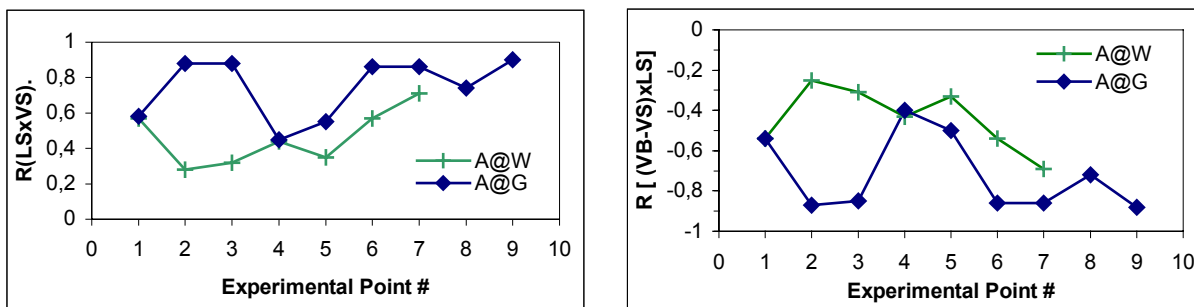 R(LSxVS).
1
0,8
0,6
0,4
0,2
0
0 1 2 3 4 5 6 7 8 9 10
Experimental Point #
A@W
A@G
R [ (VB-VS)xLS]
0
-0,2
-0,4
-0,6
-0,8
-1
0 1 2 3 4 5 6 7 8 9 10
Experimental Point #
A@W
A@G